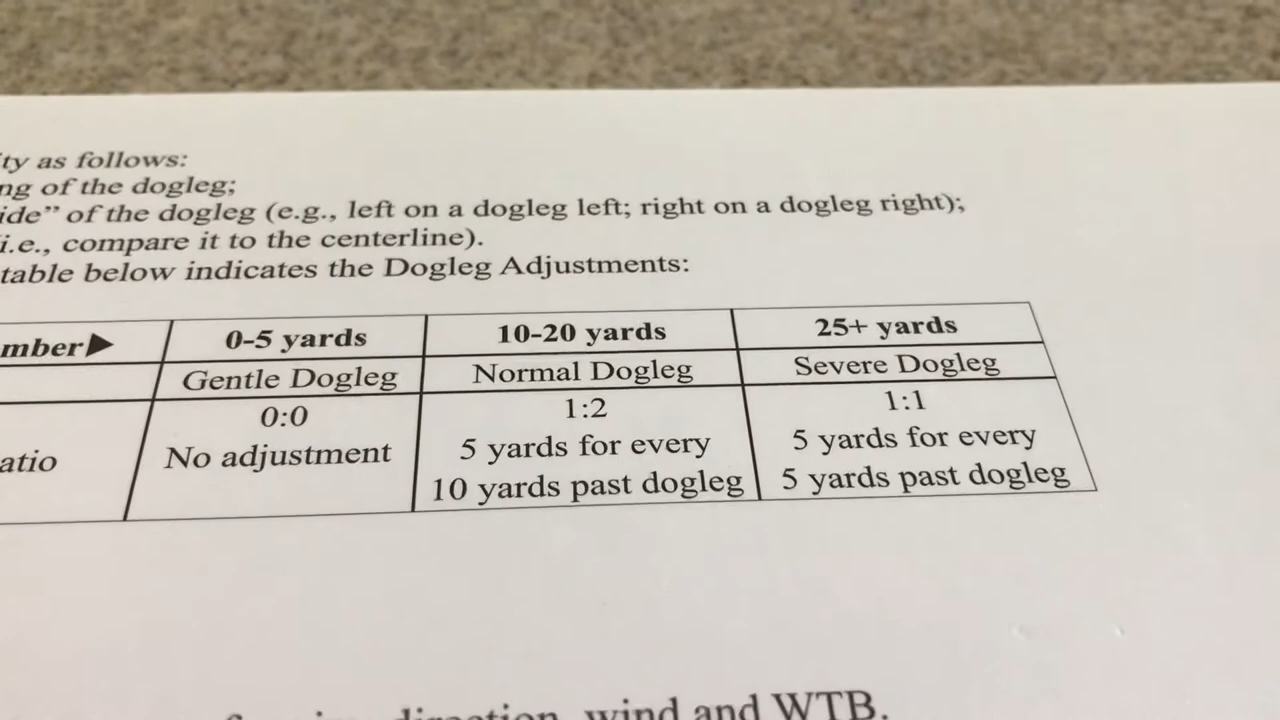 ty as follows:
ng of the dogleg;
ide” of the dogleg (e.g., left on a dogleg left; right on a dogleg right);
i.e., compare it to the centerline).
table below indicates the Dogleg Adjustments:
mber▶ 0-5 yards 10-20 yards 25+ yards
Gentle Dogleg Normal Dogleg Severe Dogleg
0:0 1:2 1:1
atio No adjustment 5 yards for every 5 yards for every
10 yards past dogleg 5 yards past dogleg
direction, wind and WTB.